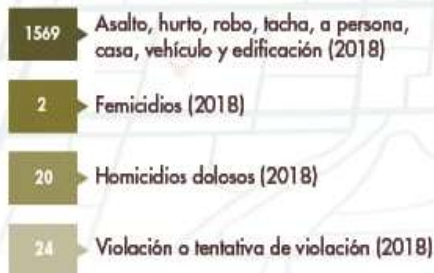 1569 Asalto, hurto, robo, tacha, a persona,
casa, vehículo y edificación (2018)
2 Femicidios (2018)
20 Homicidios dolosos (2018)
24 Violación o tentativa de violación (2018)